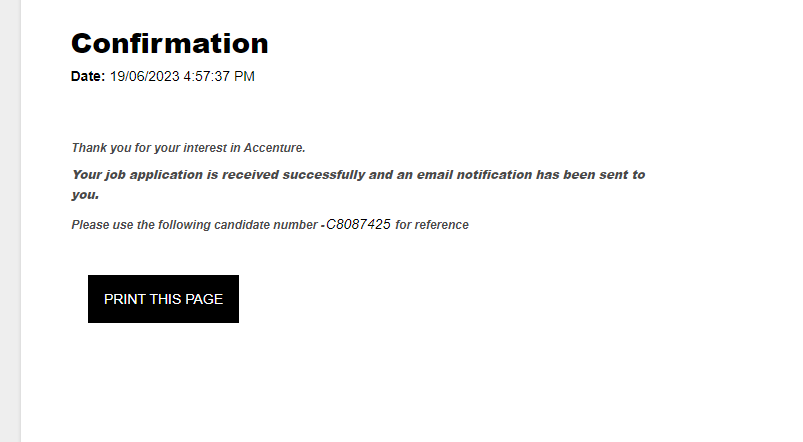 Confirmation
Date: 19/06/2023 4:57:37 PM
Thank you for your interest in Accenture.
Your job application is received successfully and an email notification has been sent to
you.
Please use the following candidate number -C8087425 for reference
PRINT THIS PAGE